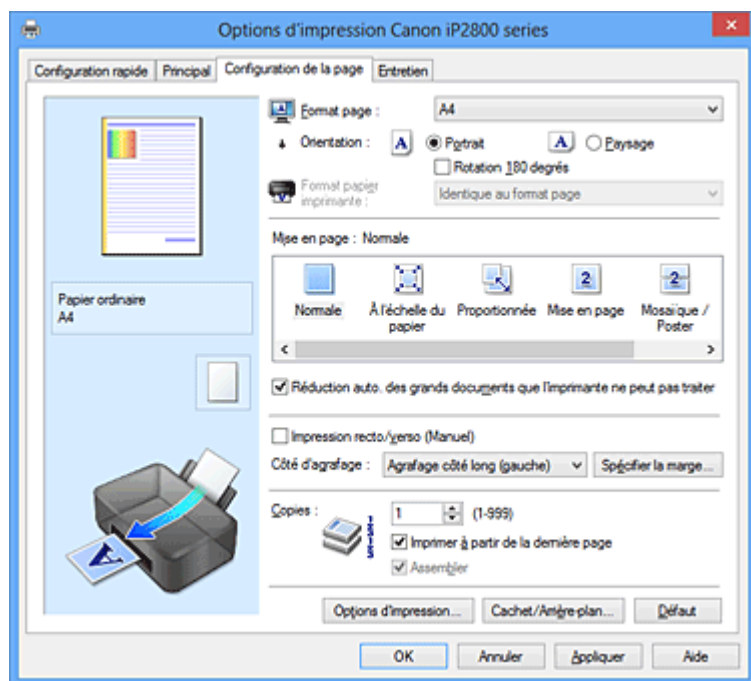 Options d'impression Canon iP2800 series
Configuration rapide Principal Configuration de la page Entretien
Format page : A4
Orientation : A Portrait A Paysage
Rotation 180 degrés
Format papier imprimante : Identique au format page
Mise en page : Normale
Normale À l'échelle du papier Proportionnée 2 Mise en page 2 Mosaïque / Poster
Papier ordinaire
A4
Réduction auto. des grands documents que l'imprimante ne peut pas traiter
Impression recto/verso (Manuel)
Côté d'agrafage : Agrafage côté long (gauche) Spécifier la marge...
Copies : 1 (1-999)
Imprimer à partir de la dernière page
Assembler
A
Options d'impression... Cachet/Arrière-plan... Défaut
OK Annuler Appliquer Aide